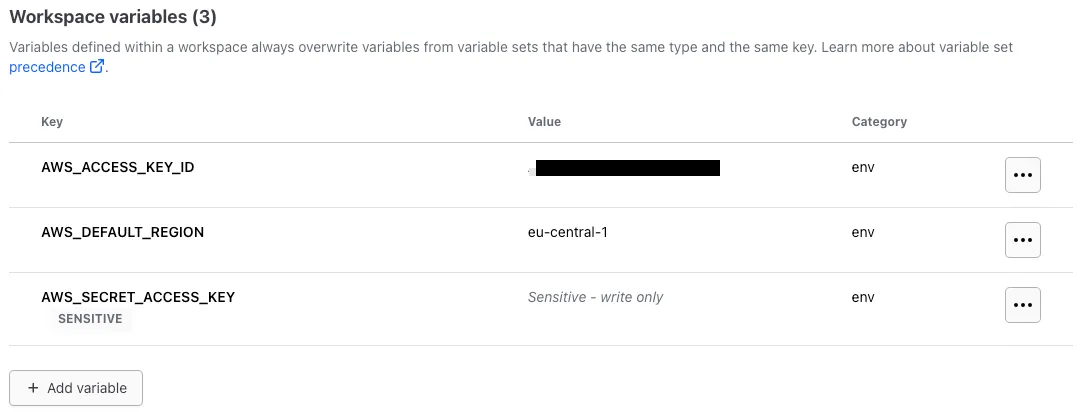 Workspace variables (3)
Variables defined within a workspace always overwrite variables from variable sets that have the same type and the same key. Learn more about variable set
precedence.
Key Value Category
AWS_ACCESS_KEY_ID env
AWS_DEFAULT_REGION eu-central-1 env
AWS_SECRET_ACCESS_KEY Sensitive - write only env
SENSITIVE
+ Add variable